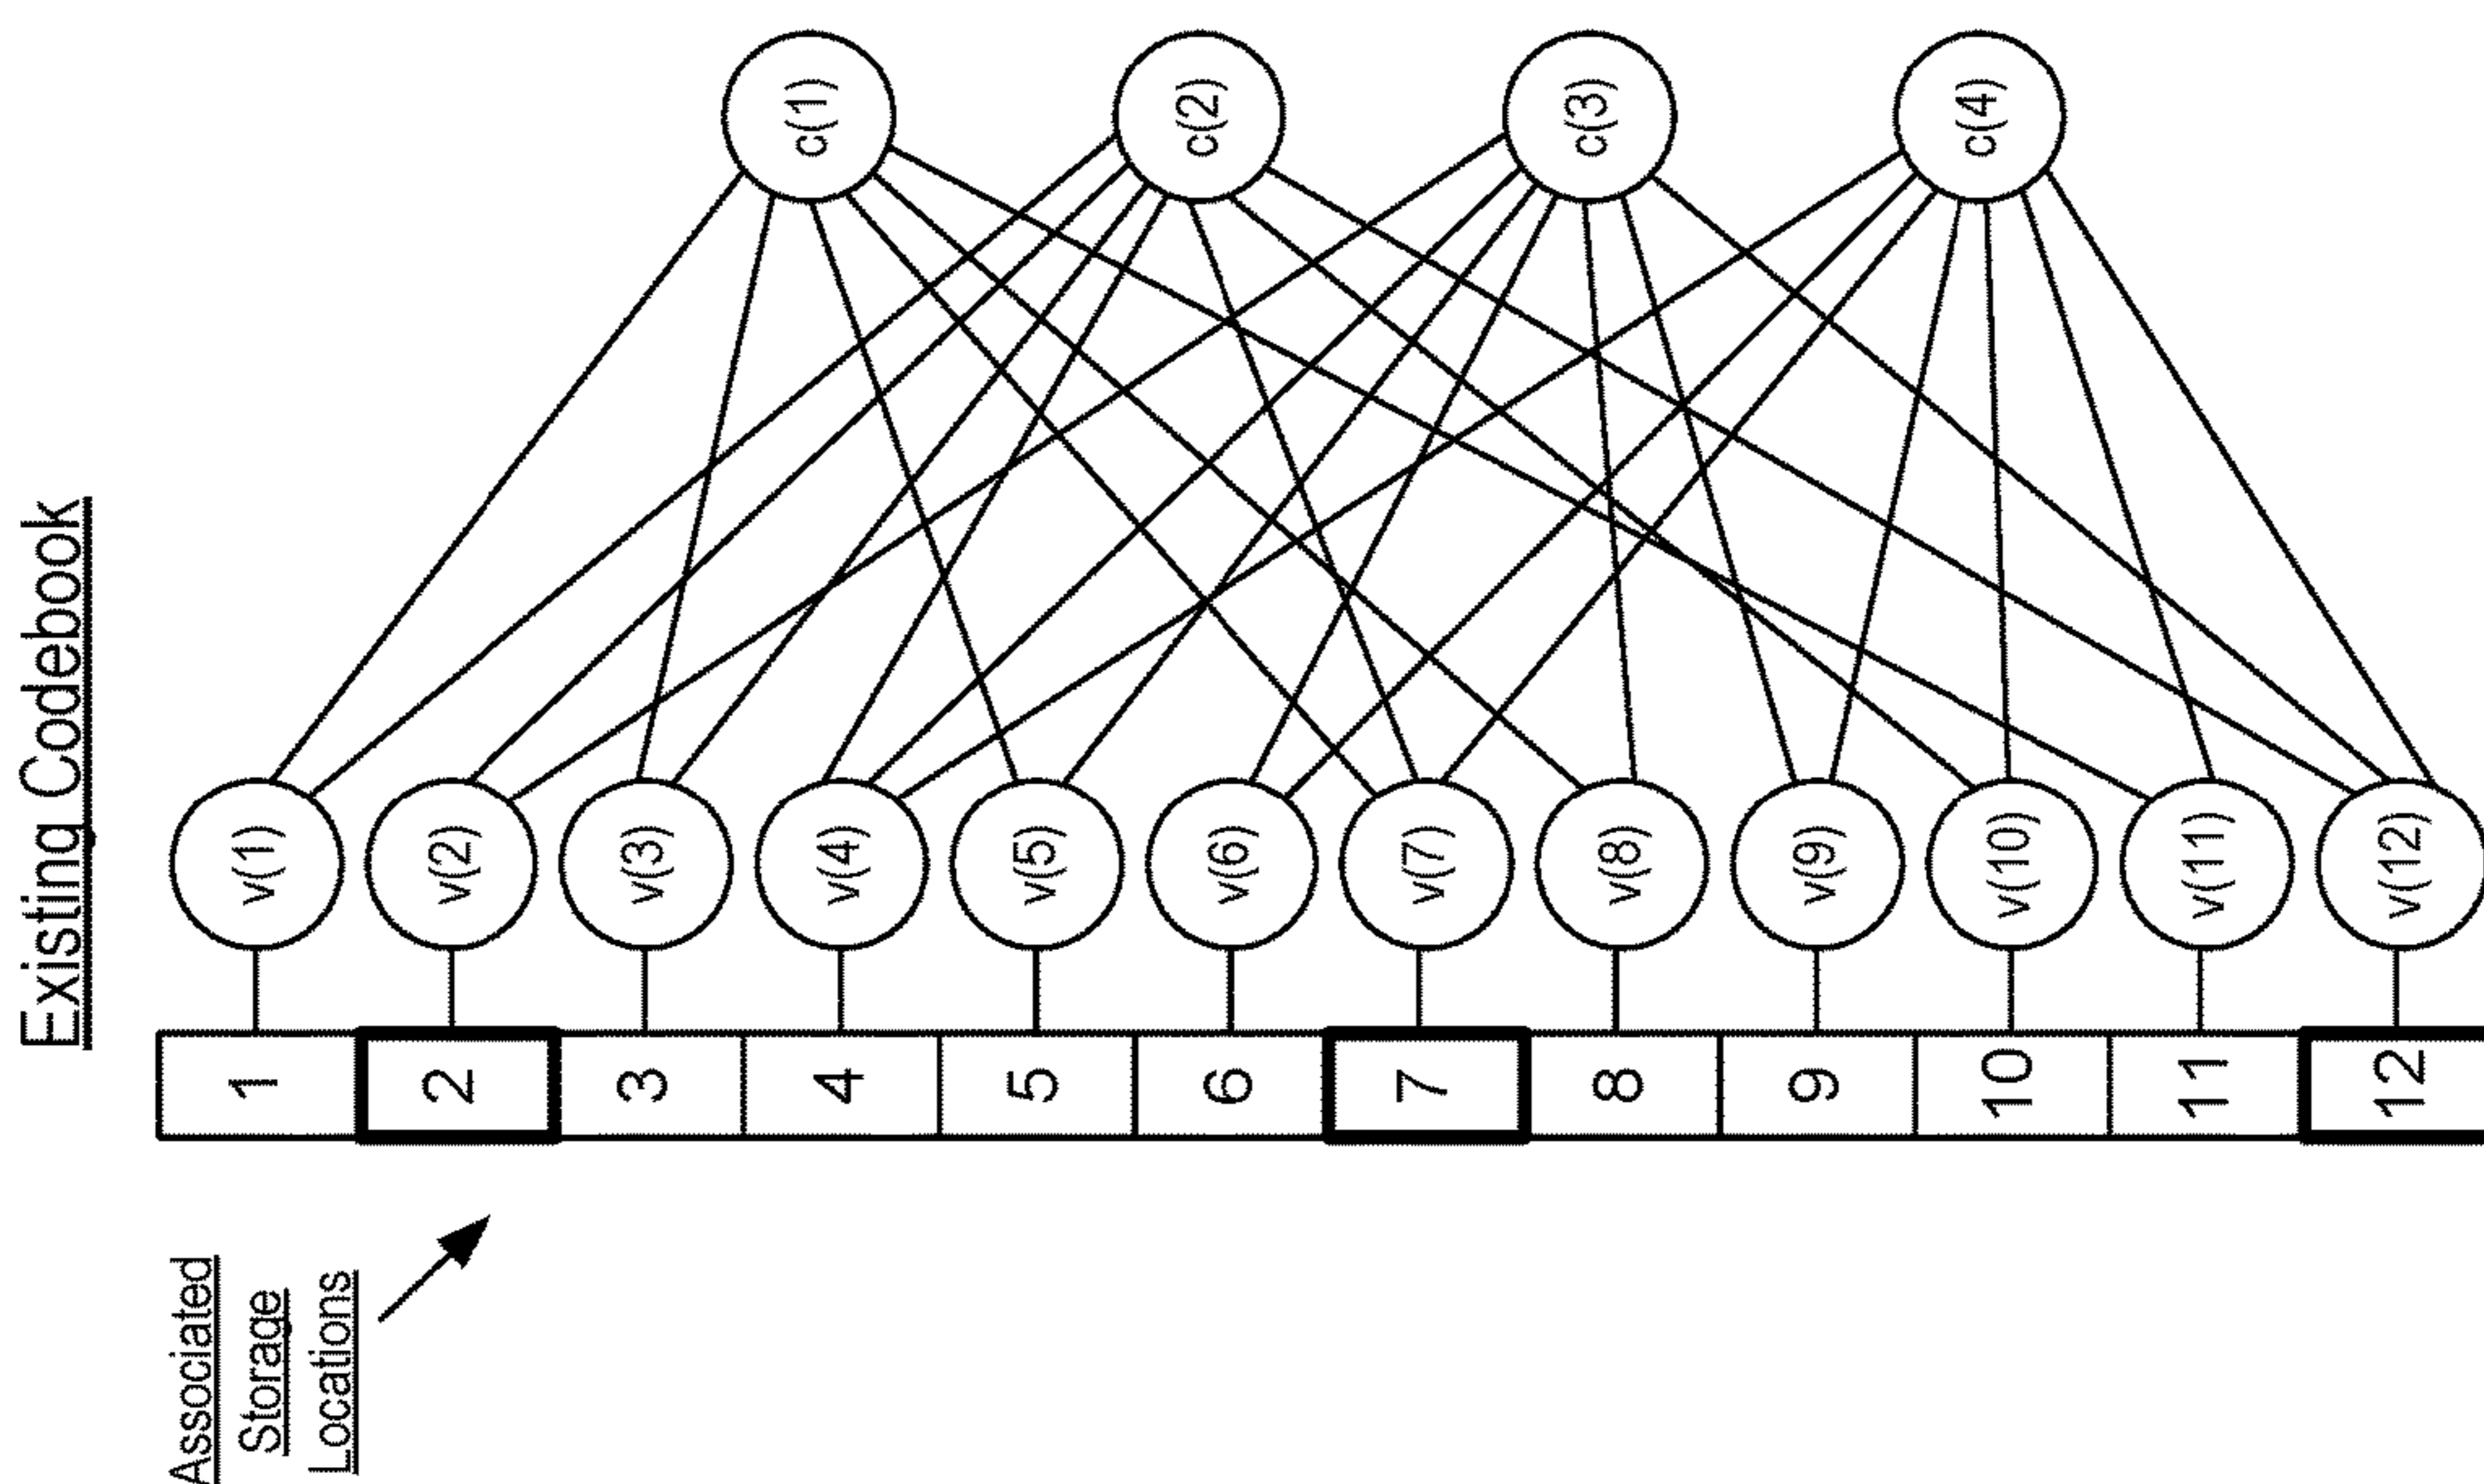 Existing Codebook
c(1)
c(2)
c(3)
c(4)
v(1)
v(2)
v(3)
v(4)
v(5)
v(6)
v(7)
v(8)
v(9)
v(10)
v(11)
v(12)
1
2
3
4
5
6
7
8
9
10
11
12
Associated
Storage
Locations